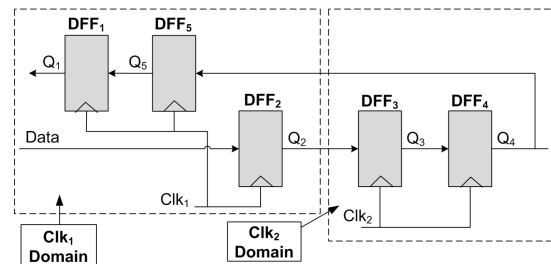 DFF1 DFF5
Q1 Q5
DFF2 DFF3 DFF4
Data
Q2 Q3 Q4
Clk1
Clk2
Clk1
Domain
Clk2
Domain